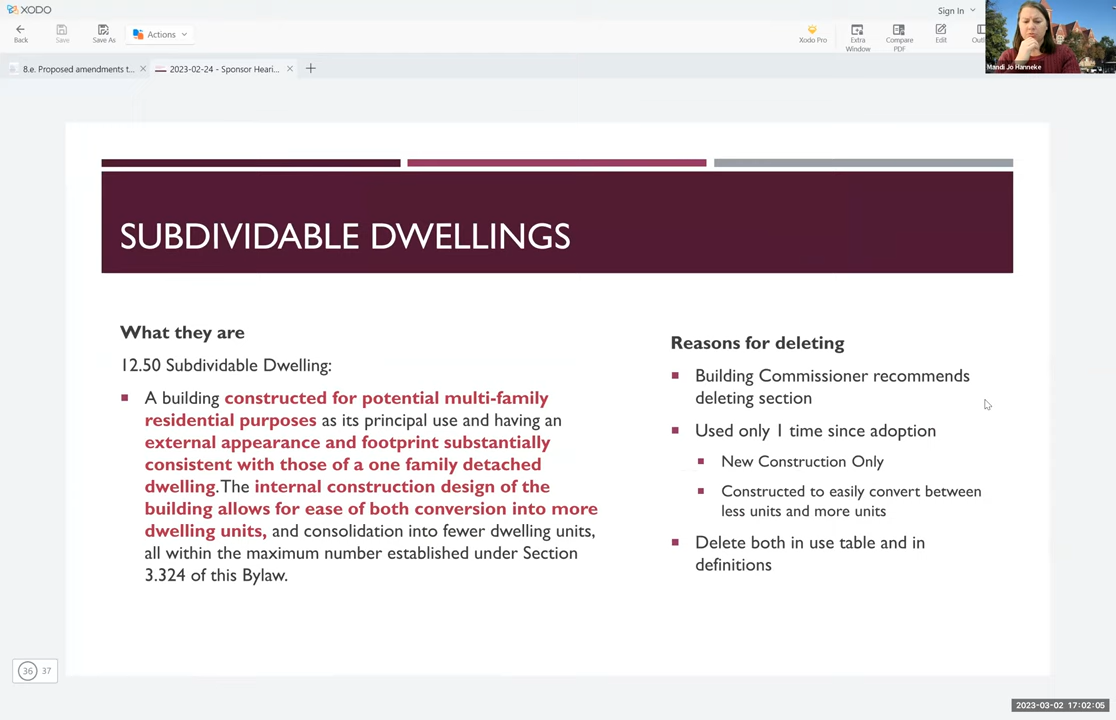 XODO
Sign In
Back
Save
Save As
Actions
Xodo Pro
Extra
Window
Compare
PDF
Edit
Mandi Jo Hanneke
8.e. Proposed amendments t...
2023-02-24 - Sponsor Heari...
SUBDIVIDABLE DWELLINGS
What they are
12.50 Subdividable Dwelling:
A building constructed for potential multi-family
residential purposes as its principal use and having an
external appearance and footprint substantially
consistent with those of a one family detached
dwelling. The internal construction design of the
building allows for ease of both conversion into more
dwelling units, and consolidation into fewer dwelling units,
all within the maximum number established under Section
3.324 of this Bylaw.
Reasons for deleting
Building Commissioner recommends
deleting section
Used only 1 time since adoption
New Construction Only
Constructed to easily convert between
less units and more units
Delete both in use table and in
definitions
36 37
2023-03-02 17:02:05